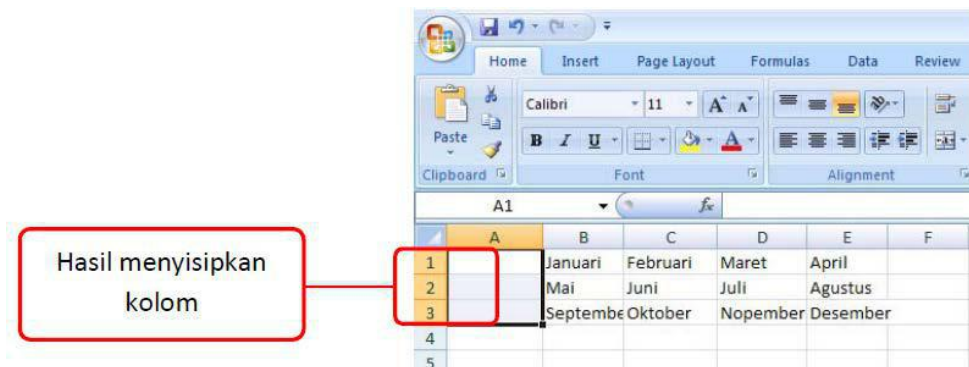 Home Insert Page Layout Formulas Data Review
Calibri 11 A A
Paste B I U A
Clipboard Font Alignment
A1 fx
A B C D E F
Hasil menyisipkan
kolom
1 Januari Februari Maret April
2 Mai Juni Juli Agustus
3 Septembe Oktober Nopember Desember
4
5